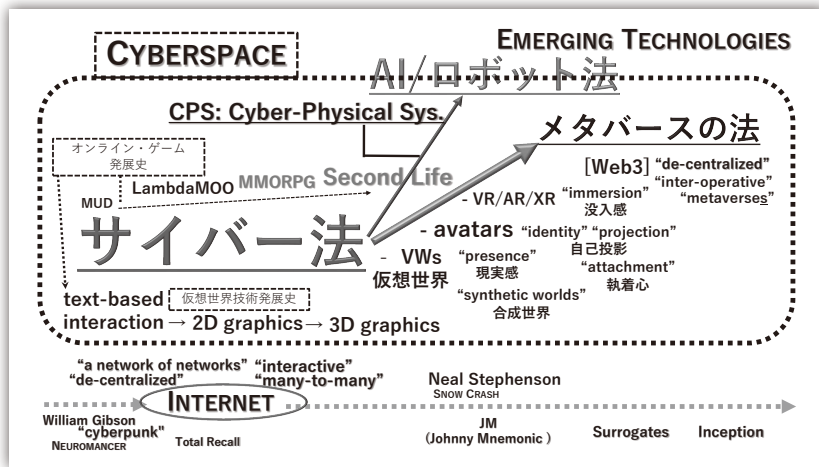 CYBERSPACE
EMERGING TECHNOLOGIES
AI/ロボット法
CPS: Cyber-Physical Sys.
メタバースの法
オンライン・ゲーム
発展史
[Web3] “de-centralized”
“inter-operative”
“metaverses”
LambdaMOO MMORPG Second Life
MUD
- VR/AR/XR “immersion”
没入感
サイバー法
- avatars “identity” “projection”
自己投影
- VWs “presence”
仮想世界 現実感
“attachment”
執着心
“synthetic worlds”
合成世界
text-based 仮想世界技術発展史
interaction → 2D graphics → 3D graphics
“a network of networks” “interactive”
“de-centralized” “many-to-many”
INTERNET
Neal Stephenson
SNOW CRASH
William Gibson
“cyberpunk"
NEUROMANCER
Total Recall
JM
(Johnny Mnemonic )
Surrogates
Inception